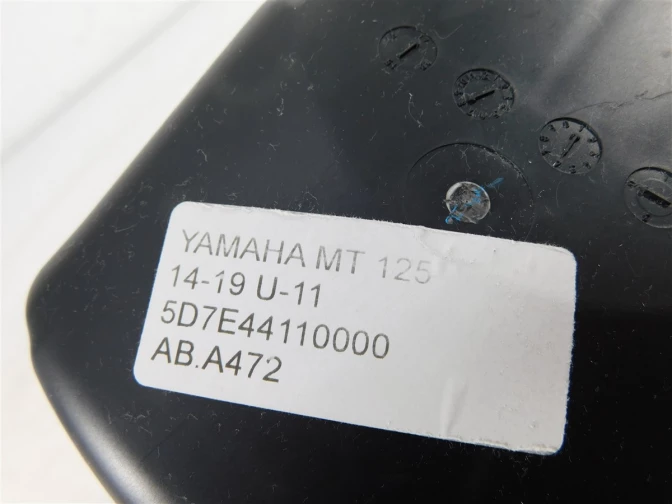 YAMAHA MT 125
14-19 U-11
5D7E44110000
AB.A472